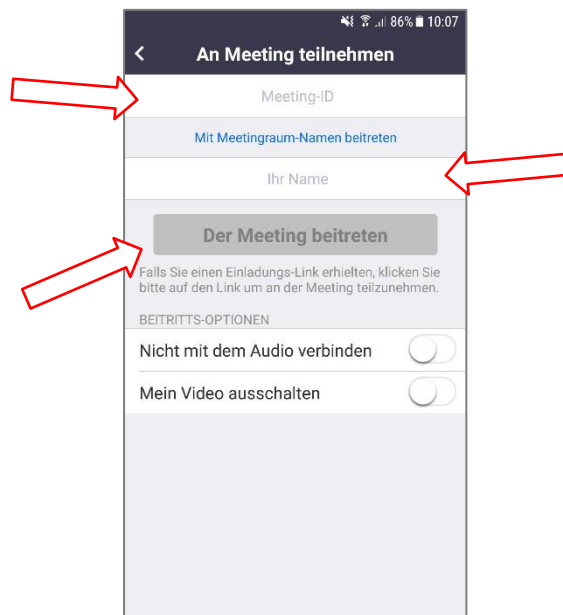 86% 10:07
An Meeting teilnehmen
Meeting-ID
Mit Meetingraum-Namen beitreten
Ihr Name
Der Meeting beitreten
Falls Sie einen Einladungs-Link erhielten, klicken Sie
bitte auf den Link um an der Meeting teilzunehmen.
BEITRITTS-OPTIONEN
Nicht mit dem Audio verbinden
Mein Video ausschalten